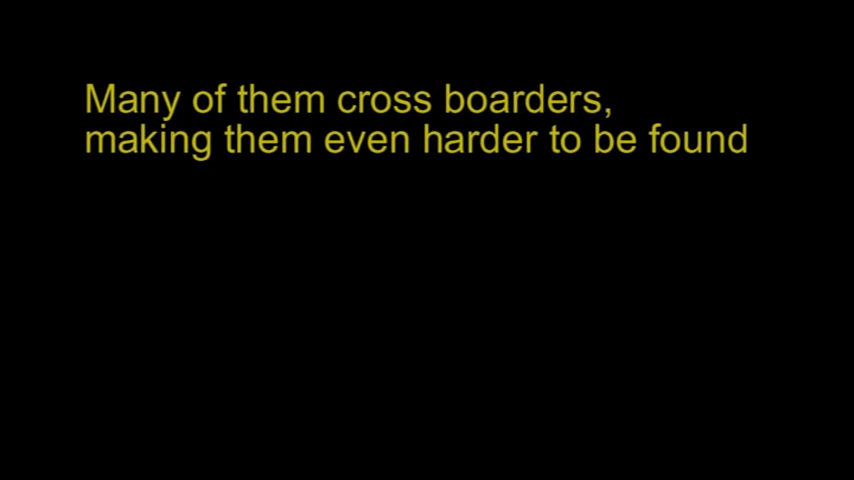 Many of them cross boarders,
making them even harder to be found